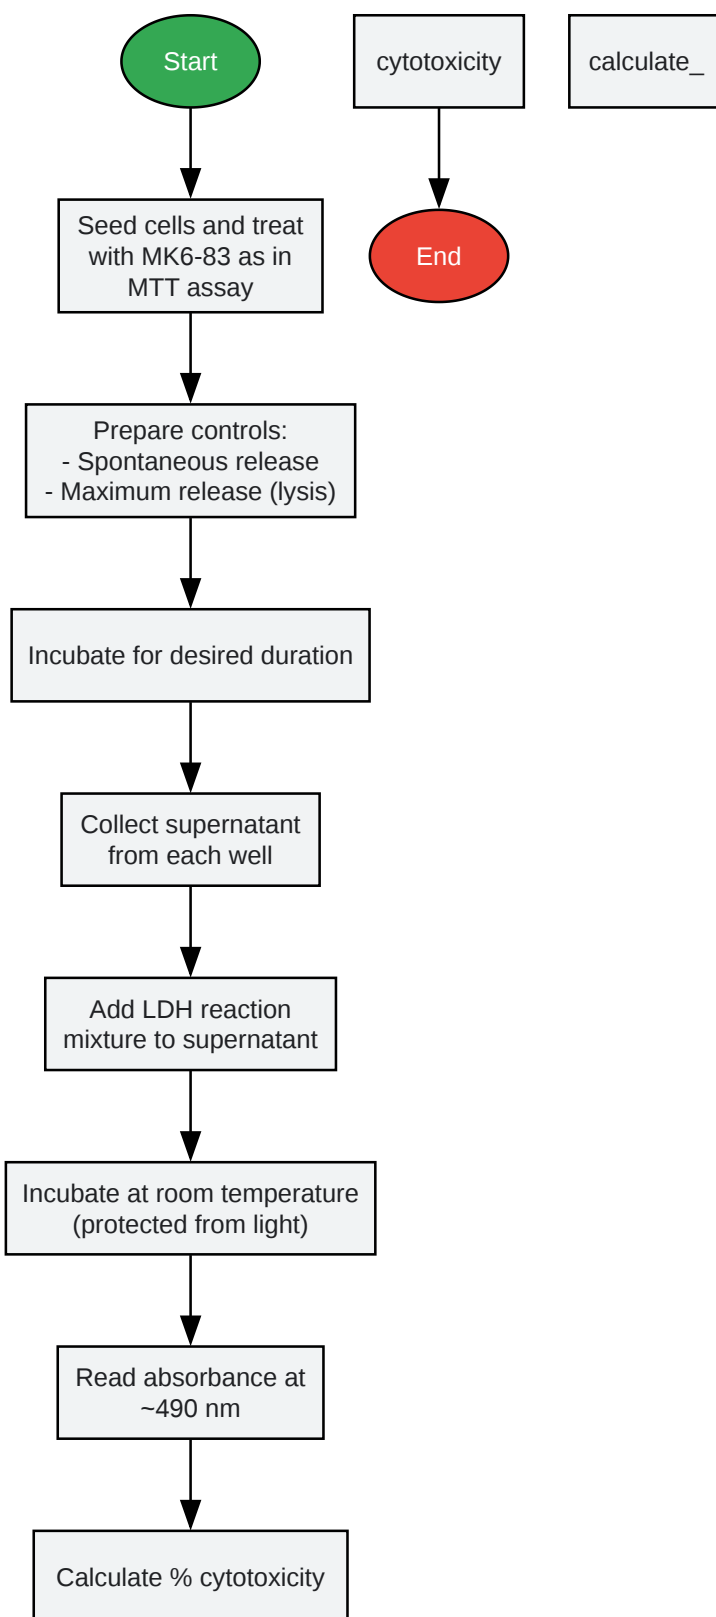 Start
cytotoxicity
calculate_
Seed cells and treat
with MK6-83 as in
MTT assay
End
Prepare controls:
- Spontaneous release
- Maximum release (lysis)
Incubate for desired duration
Collect supernatant
from each well
Add LDH reaction
mixture to supernatant
Incubate at room temperature
(protected from light)
Read absorbance at
~490 nm
Calculate % cytotoxicity